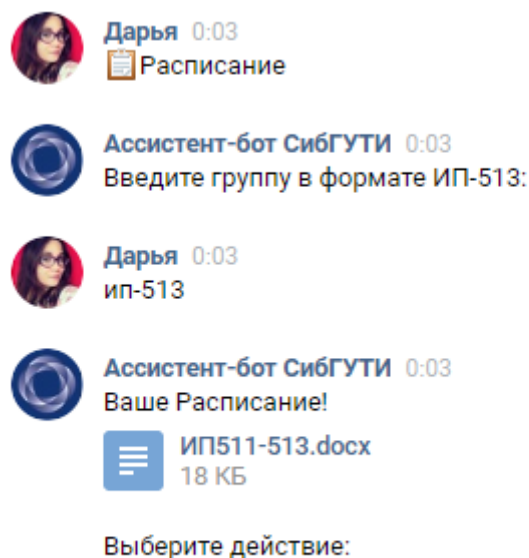 Дарья 0:03
📋Расписание
Ассистент-бот СибГУТИ 0:03
Введите группу в формате ИП-513:
Дарья 0:03
ип-513
Ассистент-бот СибГУТИ 0:03
Ваше Расписание!
ИП511-513.docx
18 КБ
Выберите действие: